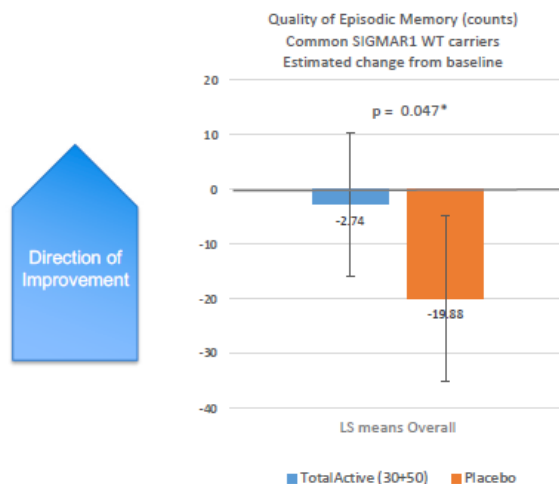 Quality of Episodic Memory (counts)
Common SIGMAR1 WT carriers
Estimated change from baseline
20
p = 0.047*
10
0
-2.74
-10
Direction of
Improvement
-20
-19.88
-30
-40
LS means Overall
TotalActive (30+50) Placebo